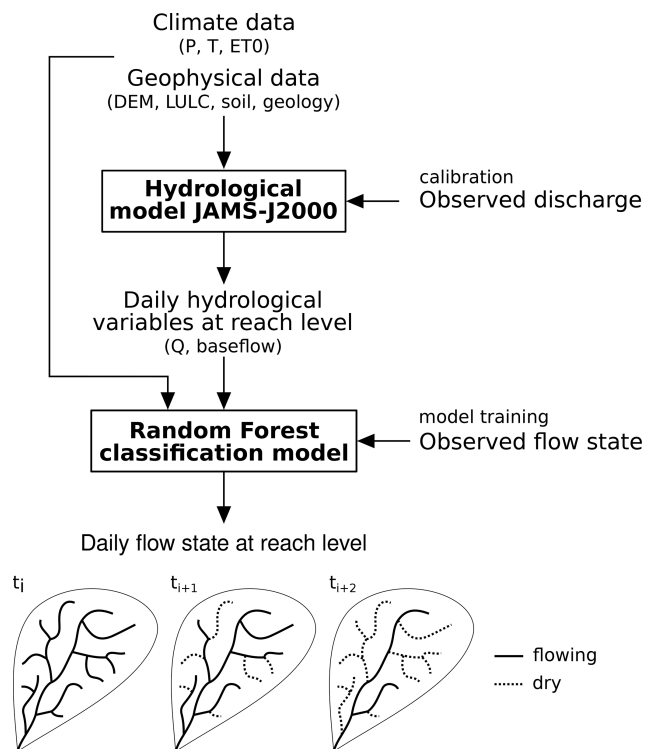 Climate data
(P, T, ET0)
Geophysical data
(DEM, LULC, soil, geology)
Hydrological
model JAMS-J2000
calibration
Observed discharge
Daily hydrological
variables at reach level
(Q, baseflow)
Random Forest
classification model
model training
Observed flow state
Daily flow state at reach level
ti
ti+1
ti+2
flowing
dry